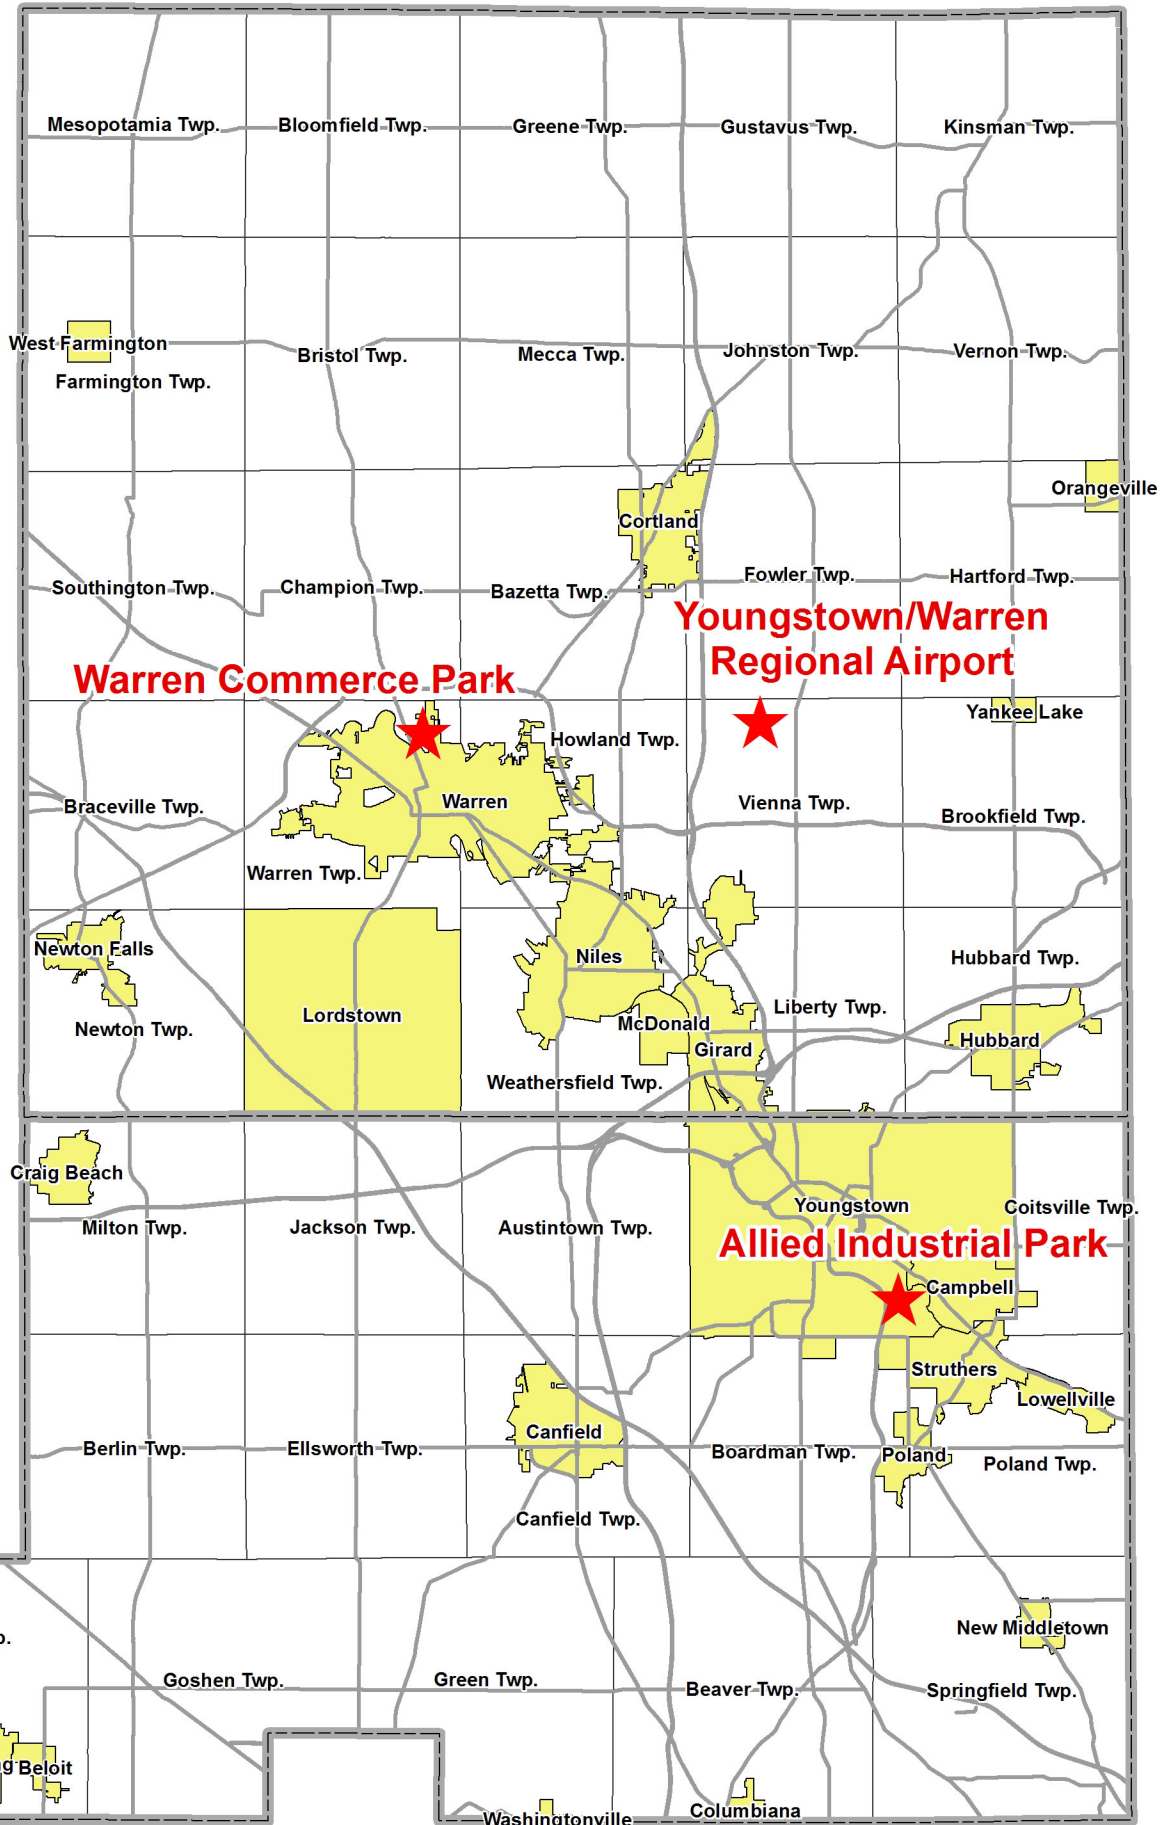 Mesopotamia Twp.
Bloomfield Twp.
Greene Twp.
Gustavus Twp.
Kinsman Twp.
West Farmington
Farmington Twp.
Bristol Twp.
Mecca Twp.
Johnston Twp.
Vernon Twp.
Orangeville
Cortland
Southington Twp.
Champion Twp.
Bazetta Twp.
Fowler Twp.
Hartford Twp.
Youngstown/Warren
Regional Airport
Warren Commerce Park
Yankee Lake
Howland Twp.
Braceville Twp.
Warren
Vienna Twp.
Brookfield Twp.
Warren Twp.
Newton Falls
Niles
Hubbard Twp.
Newton Twp.
Lordstown
McDonald
Liberty Twp.
Girard
Hubbard
Weathersfield Twp.
Craig Beach
Milton Twp.
Jackson Twp.
Austintown Twp.
Youngstown
Coitsville Twp.
Allied Industrial Park
Campbell
Struthers
Lowellville
Canfield
Berlin Twp.
Ellsworth Twp.
Boardman Twp.
Poland
Poland Twp.
Canfield Twp.
New Middletown
p.
Goshen Twp.
Green Twp.
Beaver Twp.
Springfield Twp.
g Beloit
Washingtonville
Columbiana